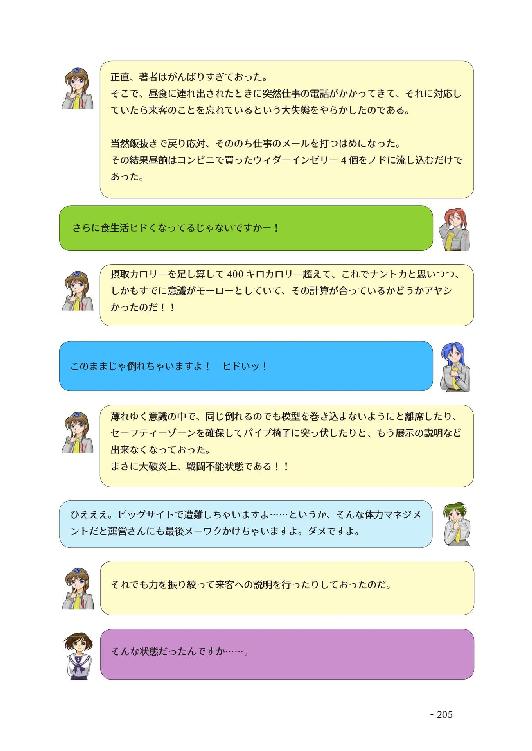 正直、著者はがんばりすぎておった。
そこで、昼食に連れ出されたときに突然仕事の電話がかかってきて、それに対応し
ていたら来客のことを忘れているという大失態をやらかしたのである。
当然飯抜きで戻り応対、そののち仕事のメールを打つはめになった。
その結果昼前はコンビニで買ったウィダーインゼリー４個をノドに流し込むだけで
あった。
さらに食生活ヒドくなってるじゃないですかー！
摂取カロリーを足し算して 400 キロカロリー超えて、これでナントカと思いつつ、
しかもすでに意識がモーローとしていて、その計算が合っているかどうかアヤシ
かったのだ！！
このままじゃ倒れちゃいますよ！　ヒドいッ！
薄れゆく意識の中で、同じ倒れるのでも模型を巻き込まないようにと離席したり、
セーフティーゾーンを確保してパイプ椅子に突っ伏したりと、もう展示の説明など
出来なくなっておった。
まさに大破炎上、戦闘不能状態である！！
ひえええ。ビッグサイトで遭難しちゃいますよ……というか、そんな体力マネジメ
ントだと運営さんにも最後メーワクかけちゃいますよ。ダメですよ。
それでも力を振り絞って来客への説明を行ったりしておったのだ。
そんな状態だったんですか……。
- 205